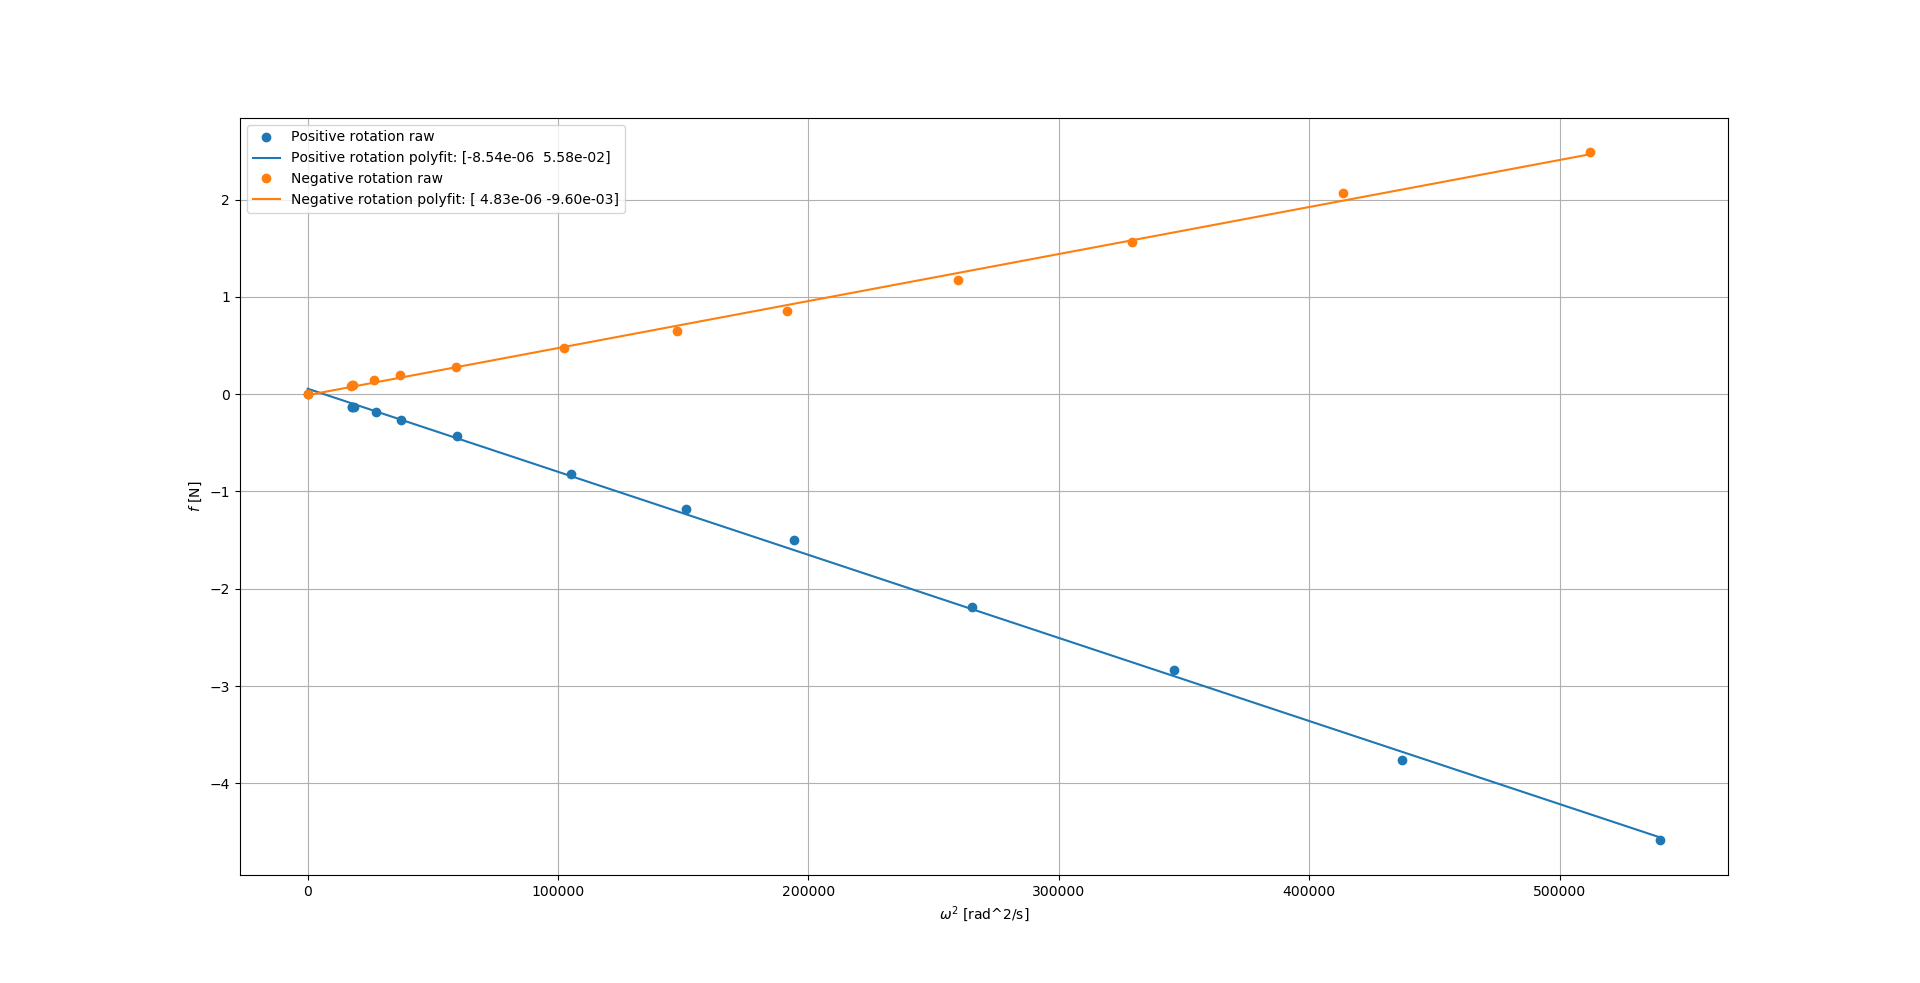 Positive rotation raw
Positive rotation polyfit: [-8.54e-06  5.58e-02]
Negative rotation raw
Negative rotation polyfit: [ 4.83e-06 -9.60e-03]
2
1
0
−1
−2
−3
−4
f [N]
0 100000 200000 300000 400000 500000
ω² [rad^2/s]